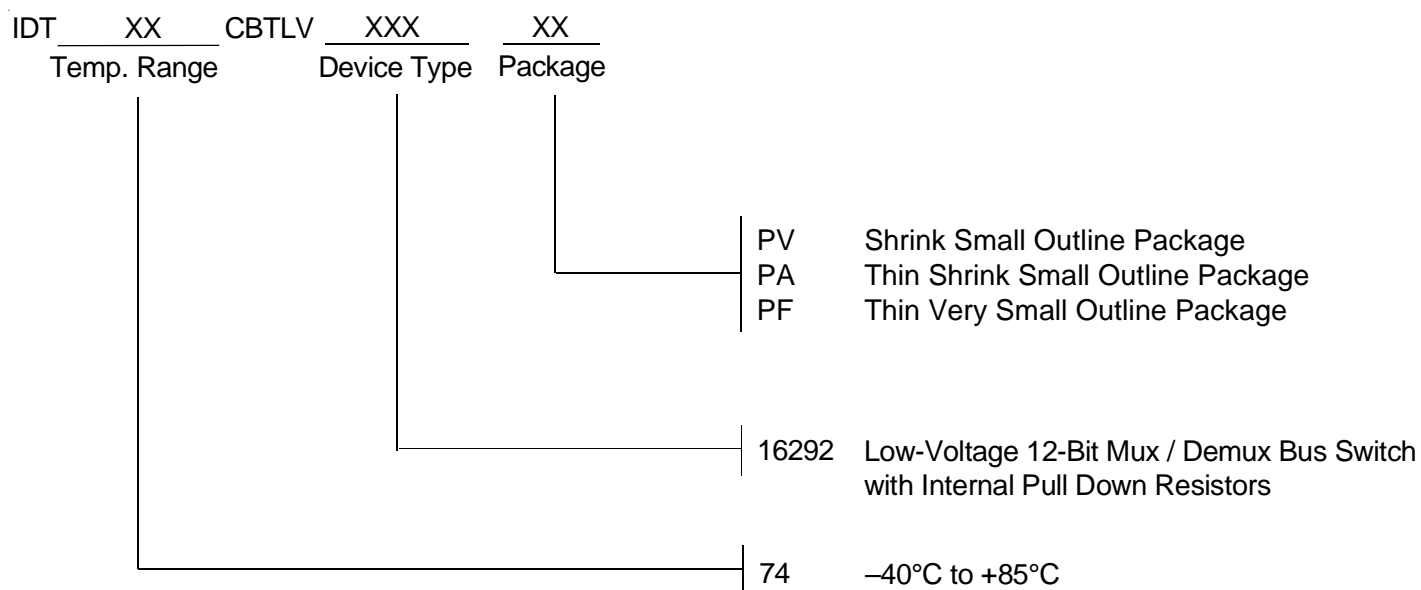 IDT XX CBTLV XXX XX
Temp. Range Device Type Package
PV Shrink Small Outline Package
PA Thin Shrink Small Outline Package
PF Thin Very Small Outline Package
16292 Low-Voltage 12-Bit Mux / Demux Bus Switch
with Internal Pull Down Resistors
74 –40°C to +85°C